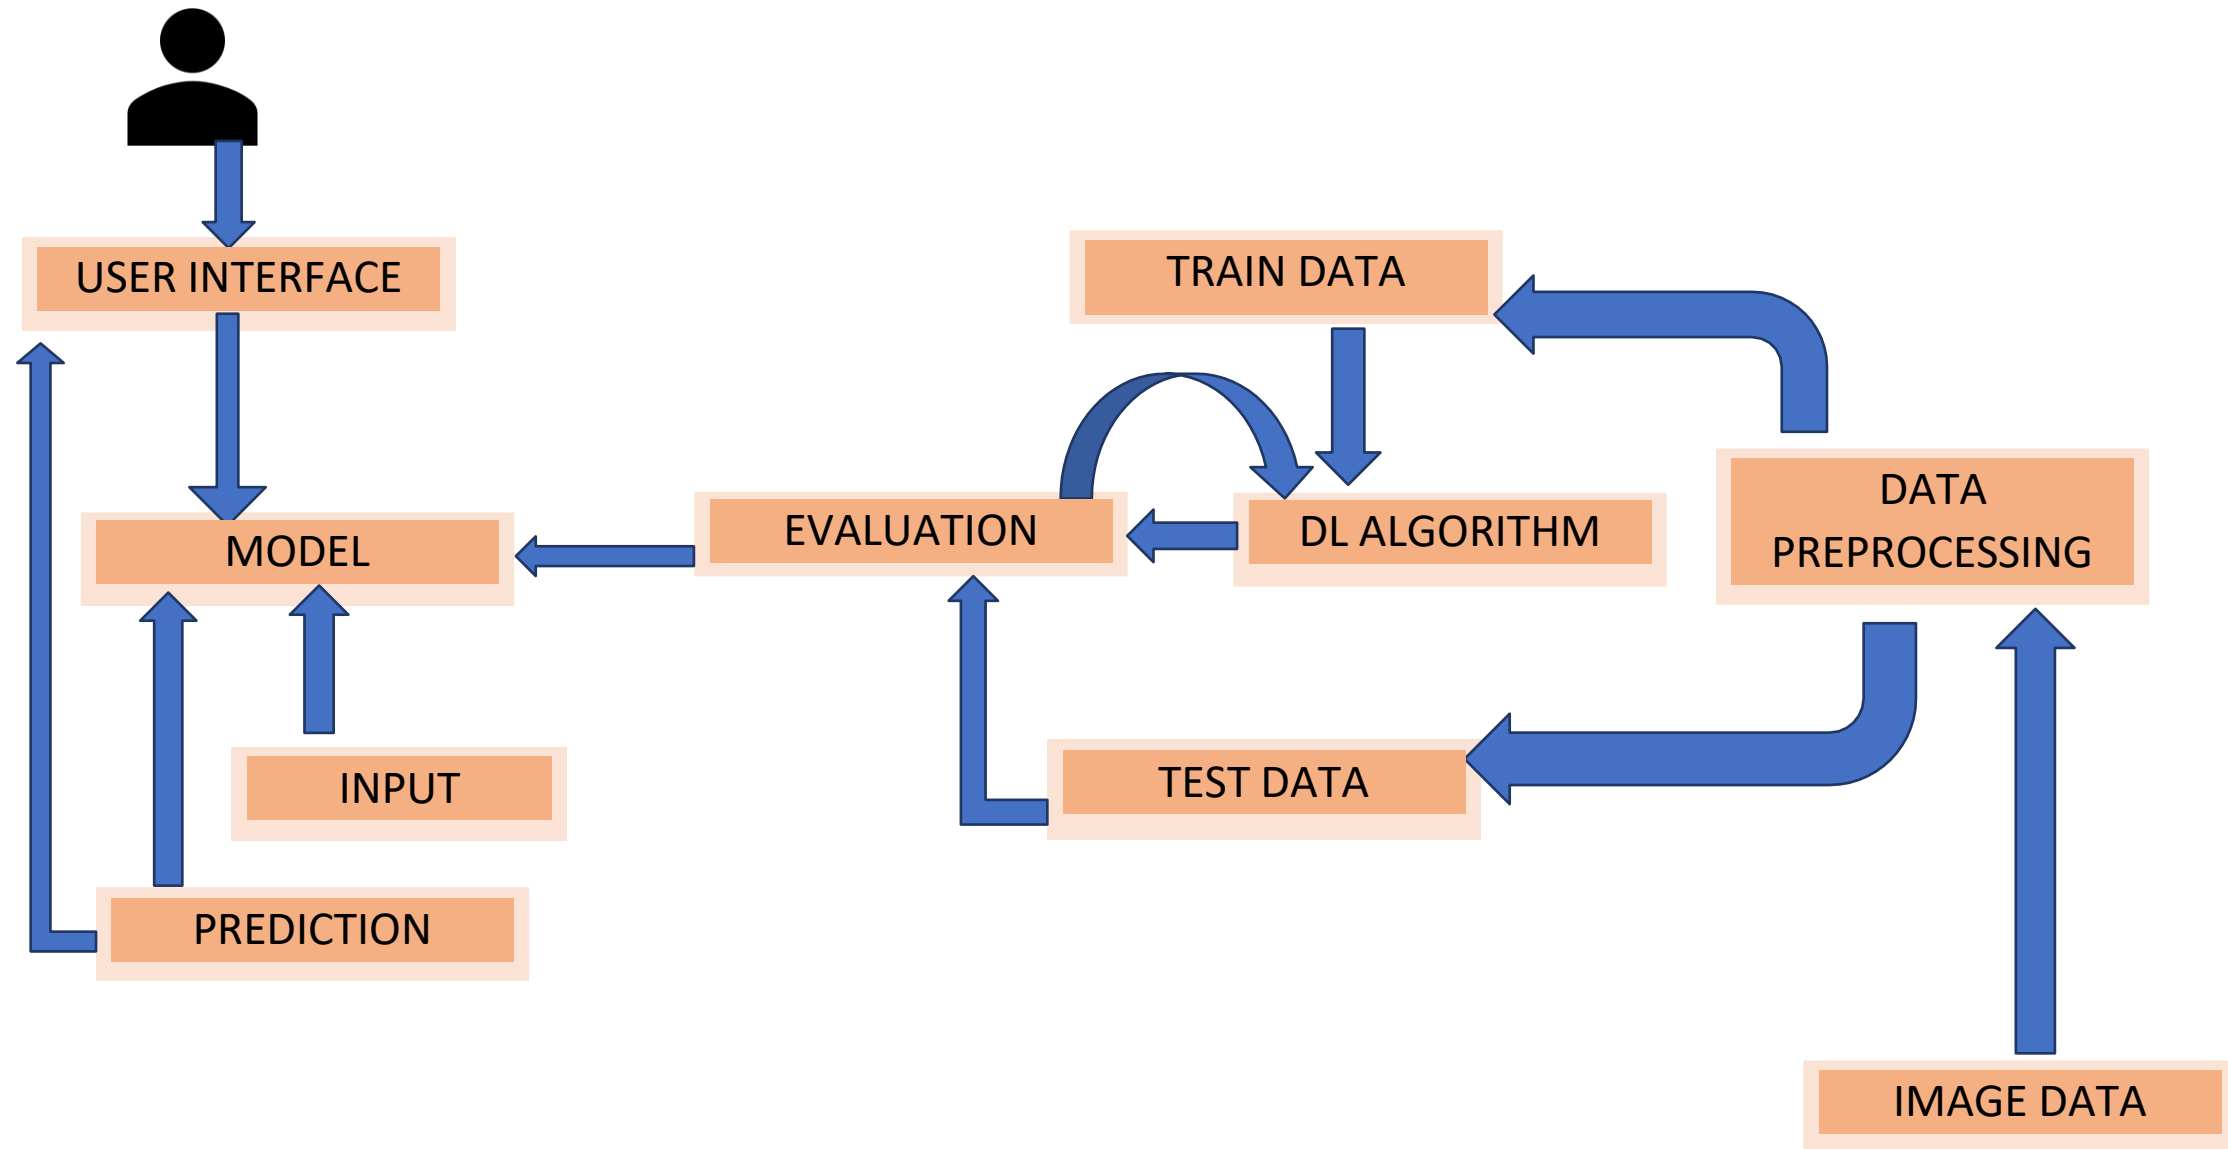 USER INTERFACE
TRAIN DATA
DATA
PREPROCESSING
MODEL
EVALUATION
DL ALGORITHM
INPUT
TEST DATA
PREDICTION
IMAGE DATA